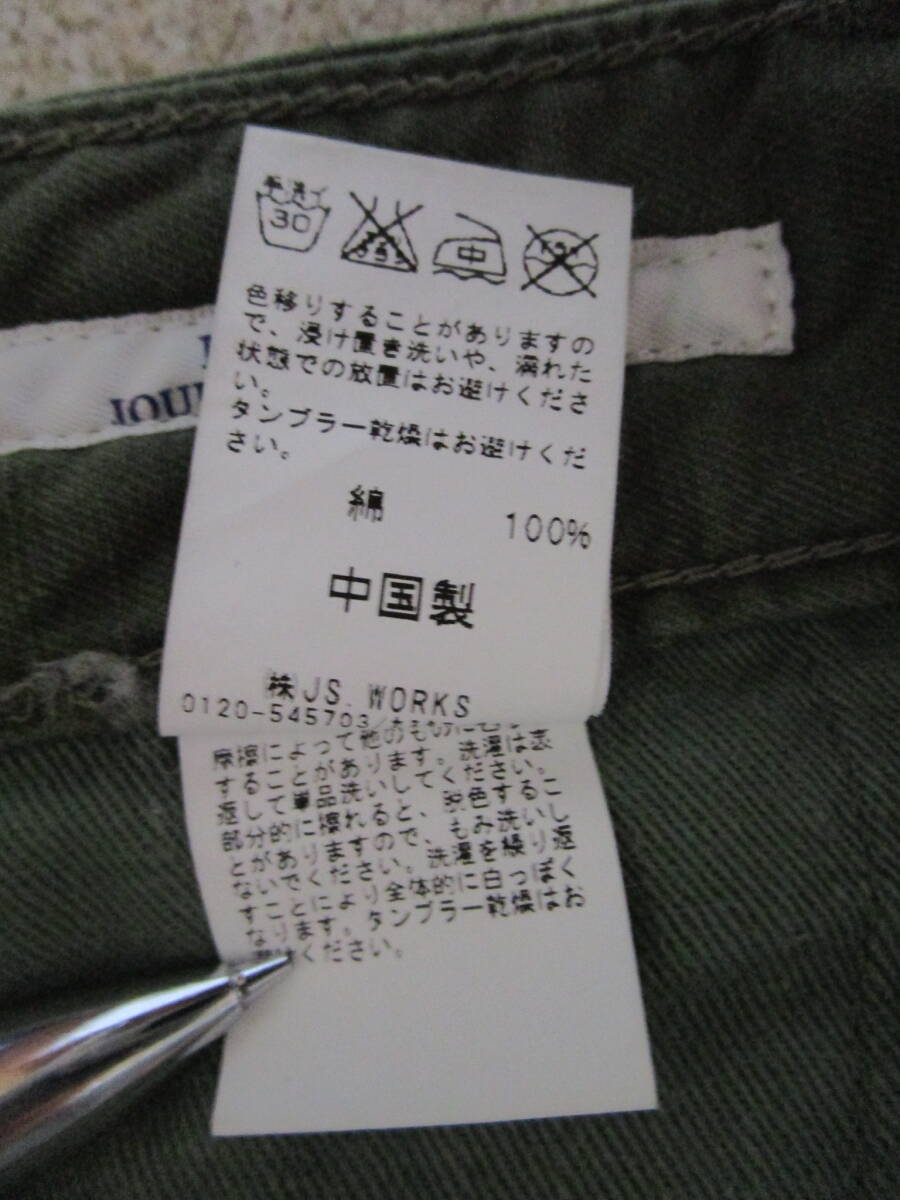 手洗イ
30
中
色移りすることがありますの
で、浸け置き洗いや、濡れた
状態での放置はお避けくださ
い。
タンブラー乾燥はお避けくだ
さい。
綿 100%
中国製
㈱JS. WORKS
0120-545703
摩擦によって他のものに色
することがあります。洗濯は表
返して単品洗いしてください。
部分的に擦れると、脱色するこ
とがありますので、もみ洗いし
ないでください。洗濯を繰り返
すことにより全体的に白っぽく
なります。タンブラー乾燥はお
ください。